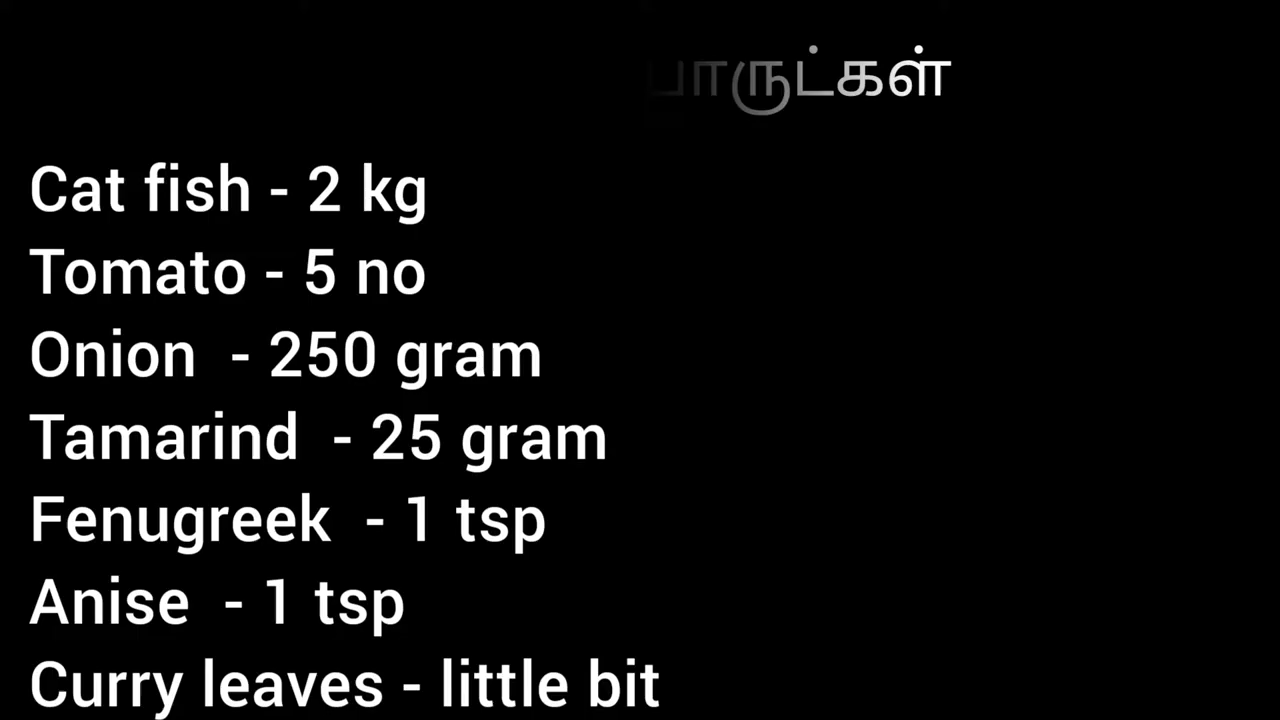 பாருட்கள்
Cat fish - 2 kg
Tomato - 5 no
Onion - 250 gram
Tamarind - 25 gram
Fenugreek - 1 tsp
Anise - 1 tsp
Curry leaves - little bit